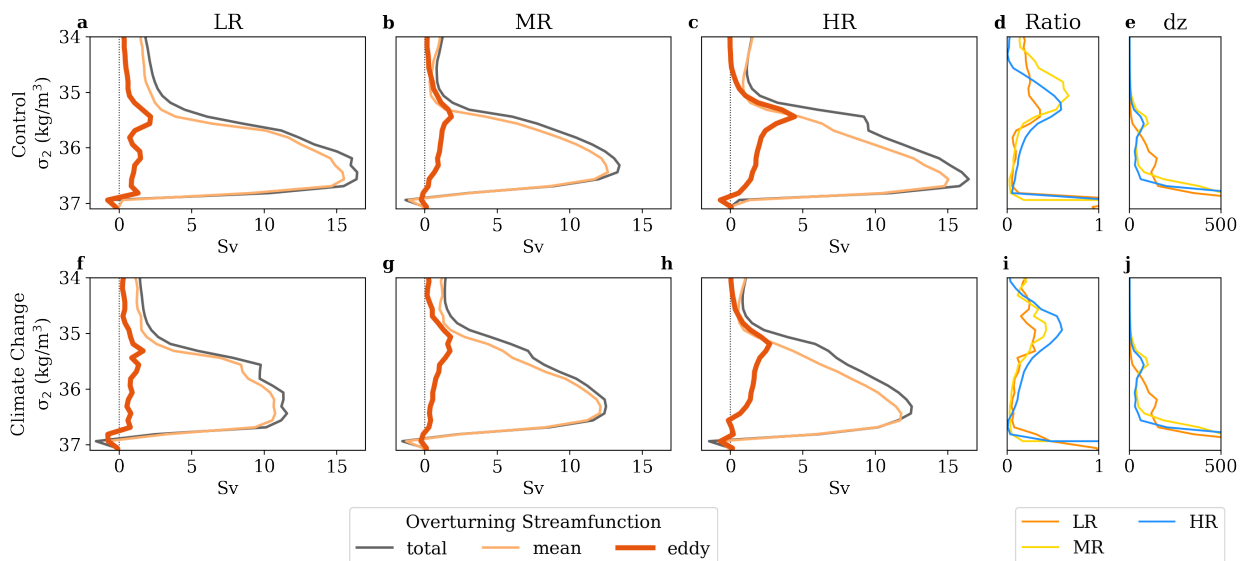 a LR b MR c HR d Ratio e dz
34
35
36
37
Control
σ₂ (kg/m³)
0 5 10 15 0 5 10 15 0 5 10 15 0 1 0 500
Sv Sv Sv
f g h i j
34
35
36
37
Climate Change
σ₂ (kg/m³)
0 5 10 15 0 5 10 15 0 5 10 15 0 1 0 500
Sv Sv Sv
Overturning Streamfunction
total mean eddy
LR HR
MR